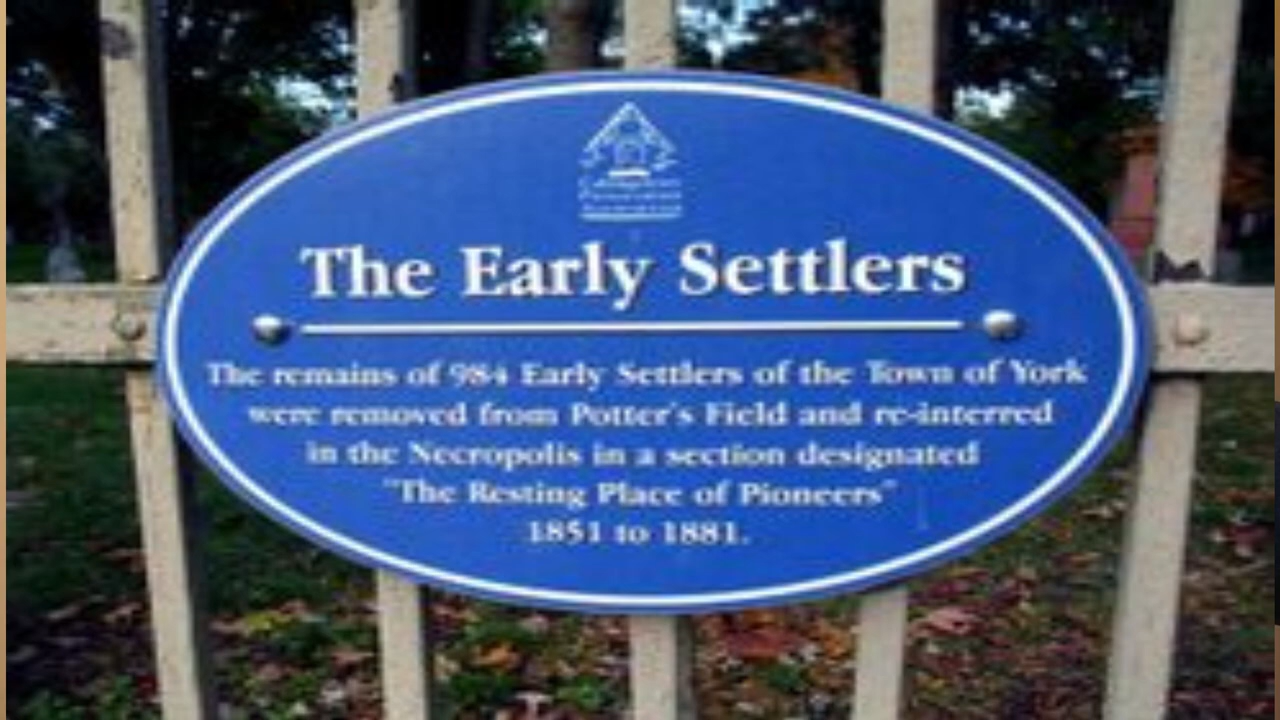 The Early Settlers
The remains of 984 Early Settlers of the Town of York
were removed from Potter's Field and re-interred
in the Necropolis in a section designated
"The Resting Place of Pioneers"
1851 to 1881.